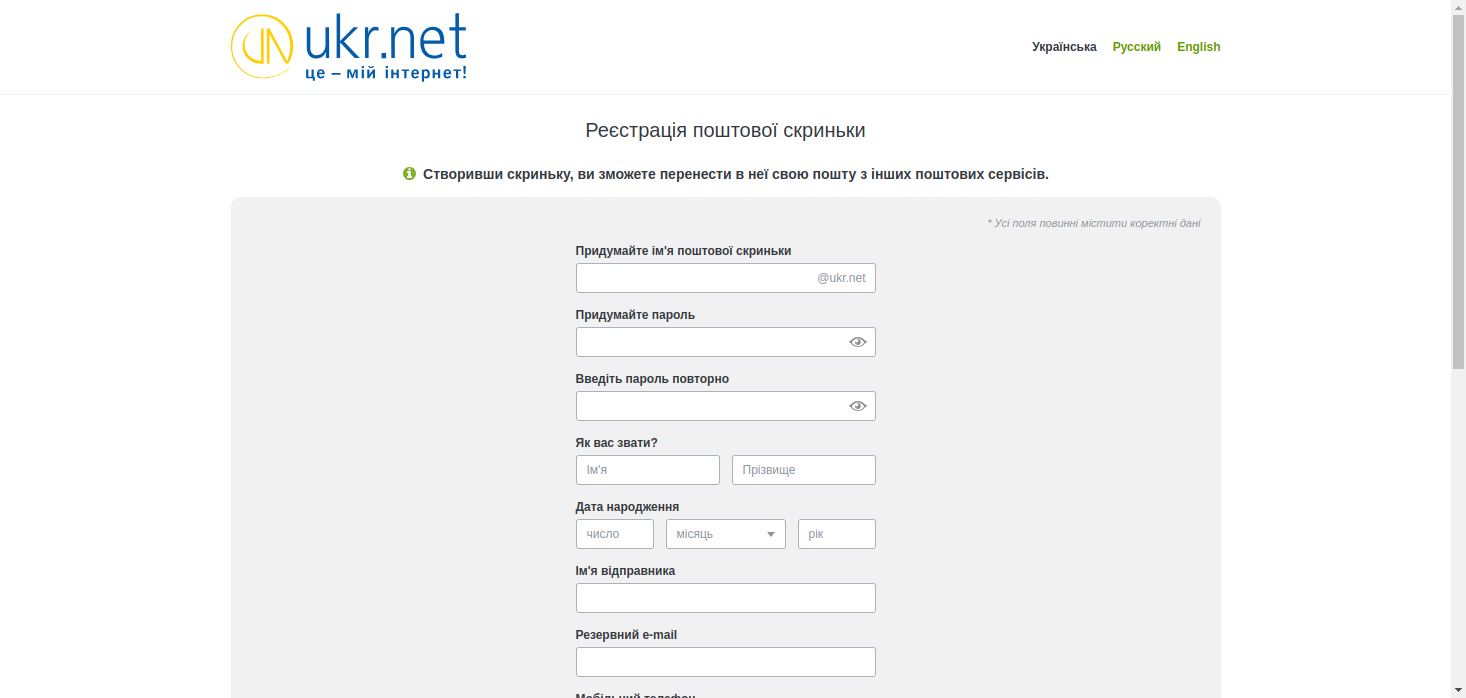 ukr.net
це – мій інтернет!
Українська Русский English
Реєстрація поштової скриньки
Створивши скриньку, ви зможете перенести в неї свою пошту з інших поштових сервісів.
* Усі поля повинні містити коректні дані
Придумайте ім'я поштової скриньки
@ukr.net
Придумайте пароль
Введіть пароль повторно
Як вас звати?
Ім'я Прізвище
Дата народження
число місяць рік
Ім'я відправника
Резервний e-mail
Мобільний телефон